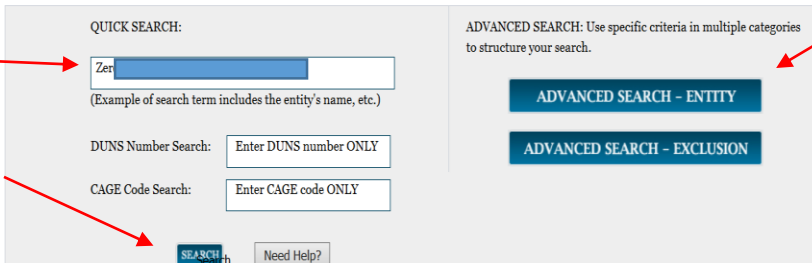 QUICK SEARCH:
Zer
(Example of search term includes the entity's name, etc.)
DUNS Number Search:
Enter DUNS number ONLY
CAGE Code Search:
Enter CAGE code ONLY
SEARCH
Search
Need Help?
ADVANCED SEARCH: Use specific criteria in multiple categories
to structure your search.
ADVANCED SEARCH – ENTITY
ADVANCED SEARCH – EXCLUSION